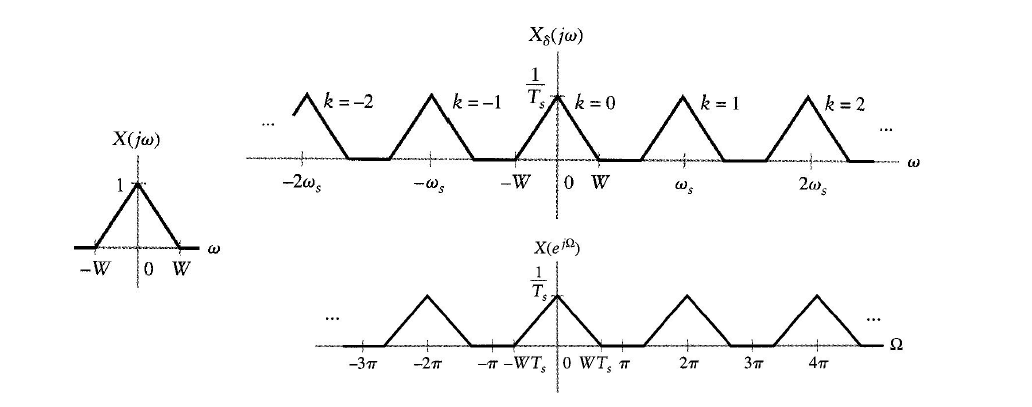 X(jω)
1
−W 0 W ω
X_δ(jω)
1/T_s
... k = −2 k = −1 k = 0 k = 1 k = 2 ...
−2ω_s −ω_s −W 0 W ω_s 2ω_s ω
X(e^{jΩ})
1/T_s
... ...
−3π −2π −π −WT_s 0 WT_s π 2π 3π 4π Ω